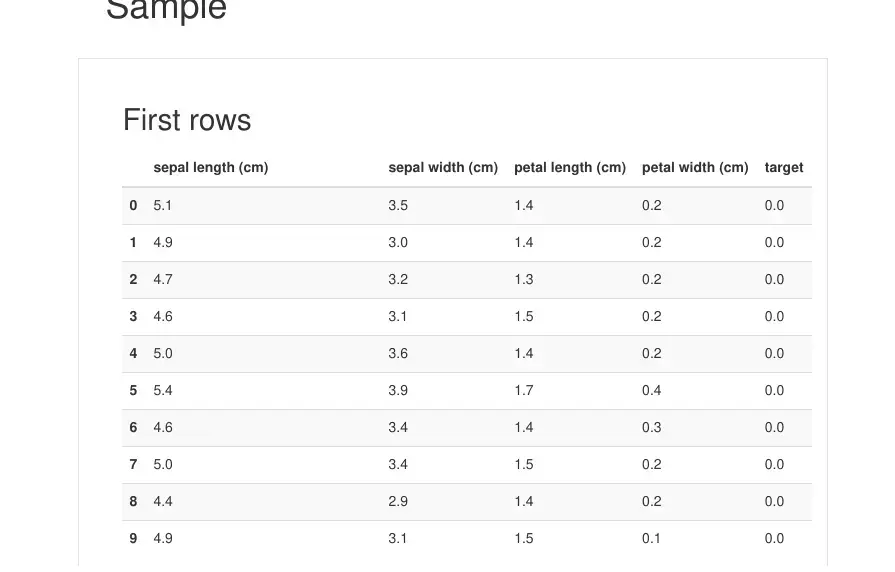 Sample
First rows
sepal length (cm) sepal width (cm) petal length (cm) petal width (cm) target
0 5.1 3.5 1.4 0.2 0.0
1 4.9 3.0 1.4 0.2 0.0
2 4.7 3.2 1.3 0.2 0.0
3 4.6 3.1 1.5 0.2 0.0
4 5.0 3.6 1.4 0.2 0.0
5 5.4 3.9 1.7 0.4 0.0
6 4.6 3.4 1.4 0.3 0.0
7 5.0 3.4 1.5 0.2 0.0
8 4.4 2.9 1.4 0.2 0.0
9 4.9 3.1 1.5 0.1 0.0